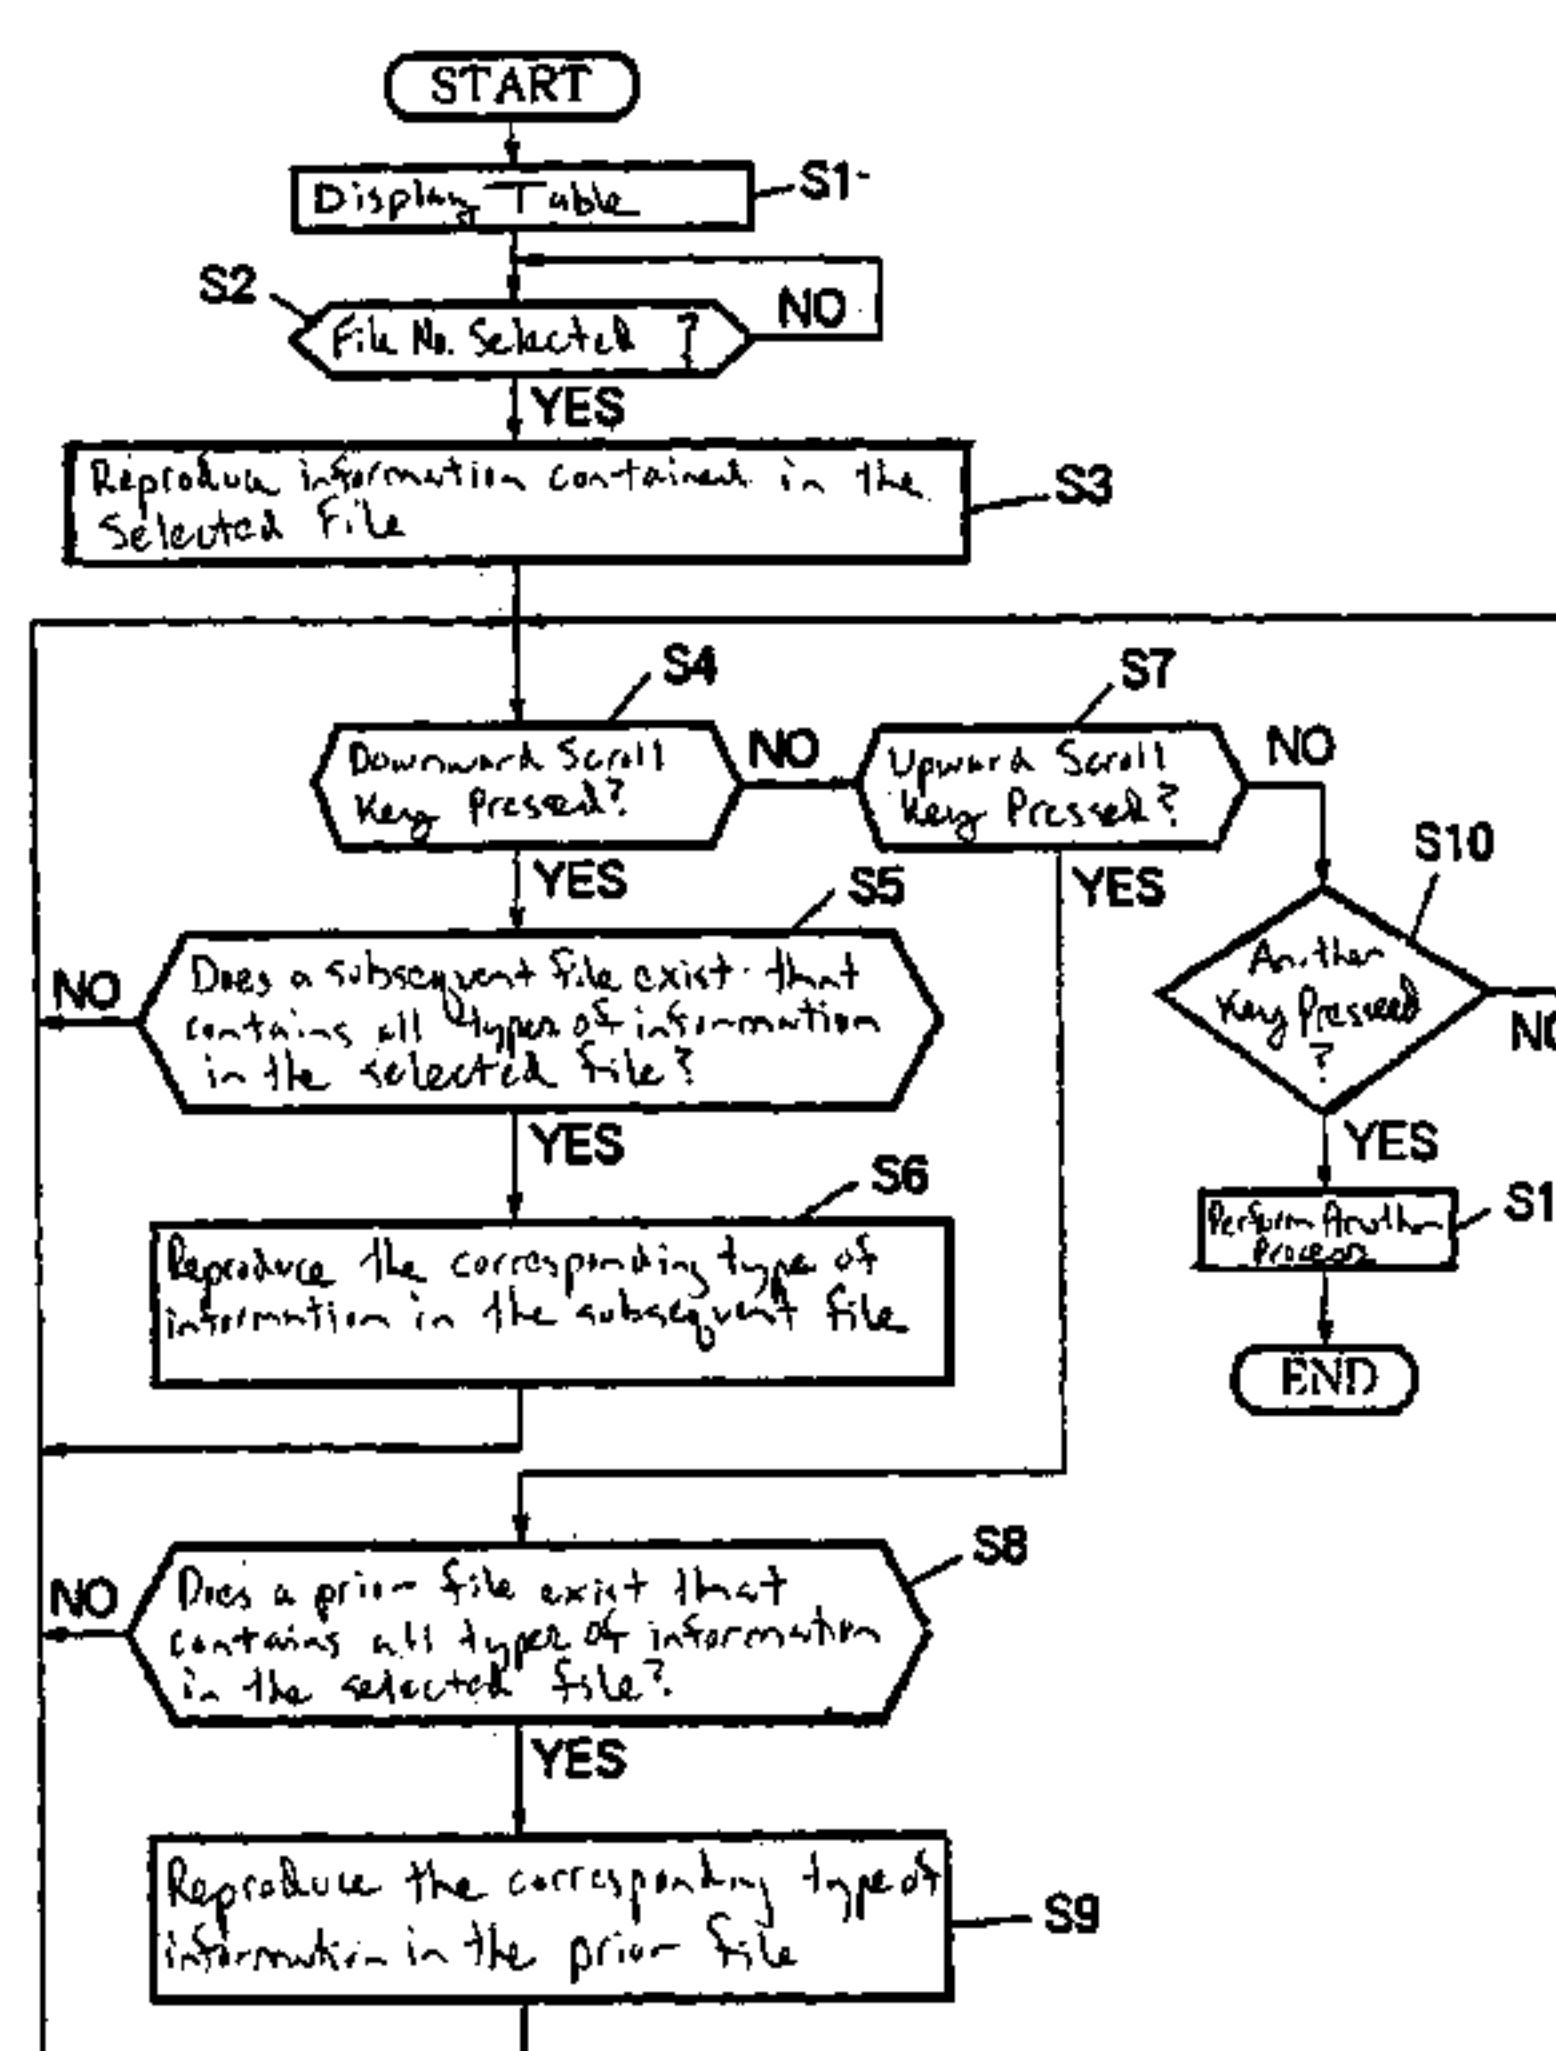 START
Display Table
S1
S2
File No. Selected ?
NO
YES
Reproduce information contained in the
Selected File
S3
S4
S7
Downward Scroll
Key Pressed?
NO
Upward Scroll
Key Pressed?
NO
YES
YES
S10
S5
Does a subsequent file exist that
contains all types of information
in the selected file?
NO
Another
Key Pressed
?
NO
YES
YES
S6
Reproduce the corresponding type of
information in the subsequent file
Perform Another
Process
S1
END
S8
Does a prior file exist that
contains all types of information
in the selected file?
NO
YES
Reproduce the corresponding type of
information in the prior file
S9